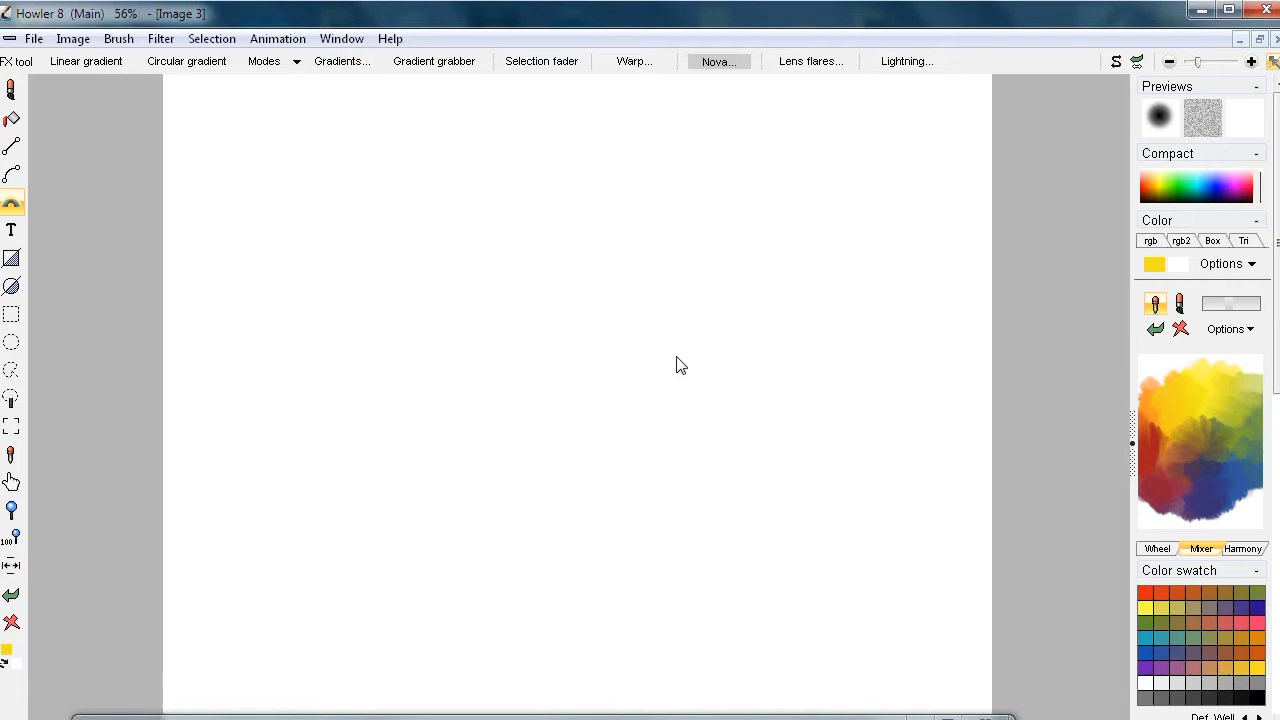 Howler 8 (Main) 56% - [Image 3]
File Image Brush Filter Selection Animation Window Help
FX tool Linear gradient Circular gradient Modes Gradients... Gradient grabber Selection fader Warp... Nova... Lens flares... Lightning...
Previews
Compact
Color
rgb rgb2 Box Tri
Options
Options
T
100
Wheel Mixer Harmony
Color swatch
Def. Well